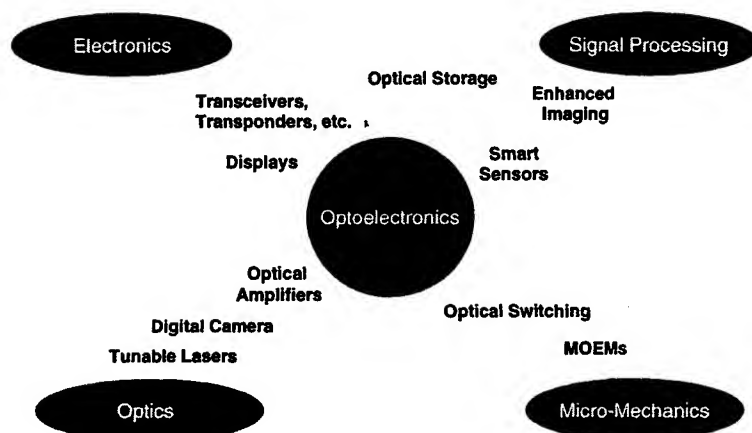 Electronics
Signal Processing
Optical Storage
Enhanced
Imaging
Transceivers,
Transponders, etc.
Smart
Sensors
Displays
Optoelectronics
Optical
Amplifiers
Optical Switching
Digital Camera
Tunable Lasers
MOEMs
Optics
Micro-Mechanics